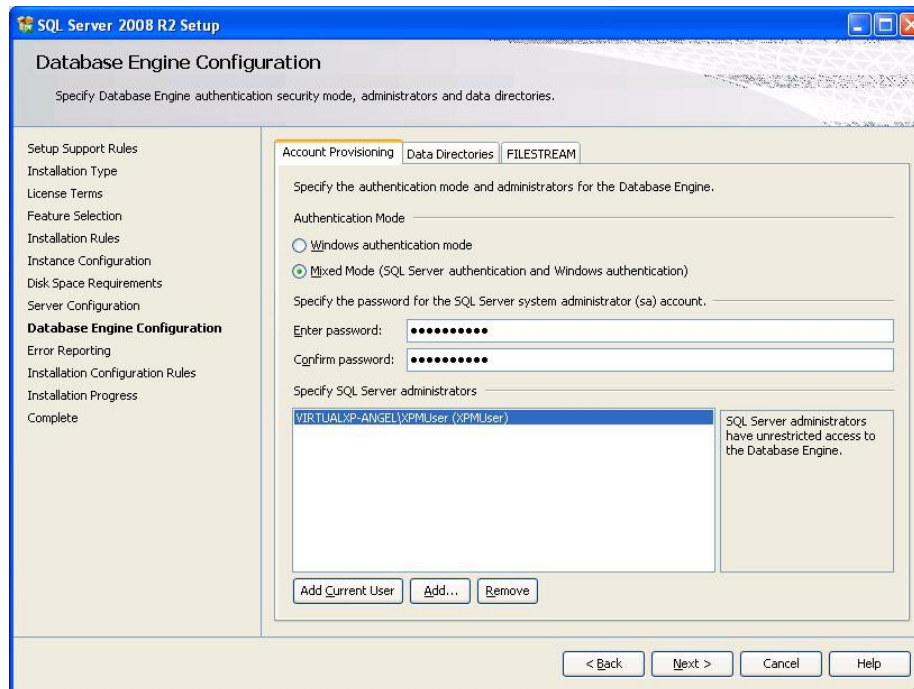 SQL Server 2008 R2 Setup
Database Engine Configuration
Specify Database Engine authentication security mode, administrators and data directories.
Setup Support Rules
Installation Type
License Terms
Feature Selection
Installation Rules
Instance Configuration
Disk Space Requirements
Server Configuration
Database Engine Configuration
Error Reporting
Installation Configuration Rules
Installation Progress
Complete
Account Provisioning Data Directories FILESTREAM
Specify the authentication mode and administrators for the Database Engine.
Authentication Mode
Windows authentication mode
Mixed Mode (SQL Server authentication and Windows authentication)
Specify the password for the SQL Server system administrator (sa) account.
Enter password: ●●●●●●●●●●
Confirm password: ●●●●●●●●●●
Specify SQL Server administrators
VIRTUALXP-ANGEL\XPMUser (XPMUser)
SQL Server administrators
have unrestricted access to
the Database Engine.
Add Current User Add... Remove
< Back Next > Cancel Help